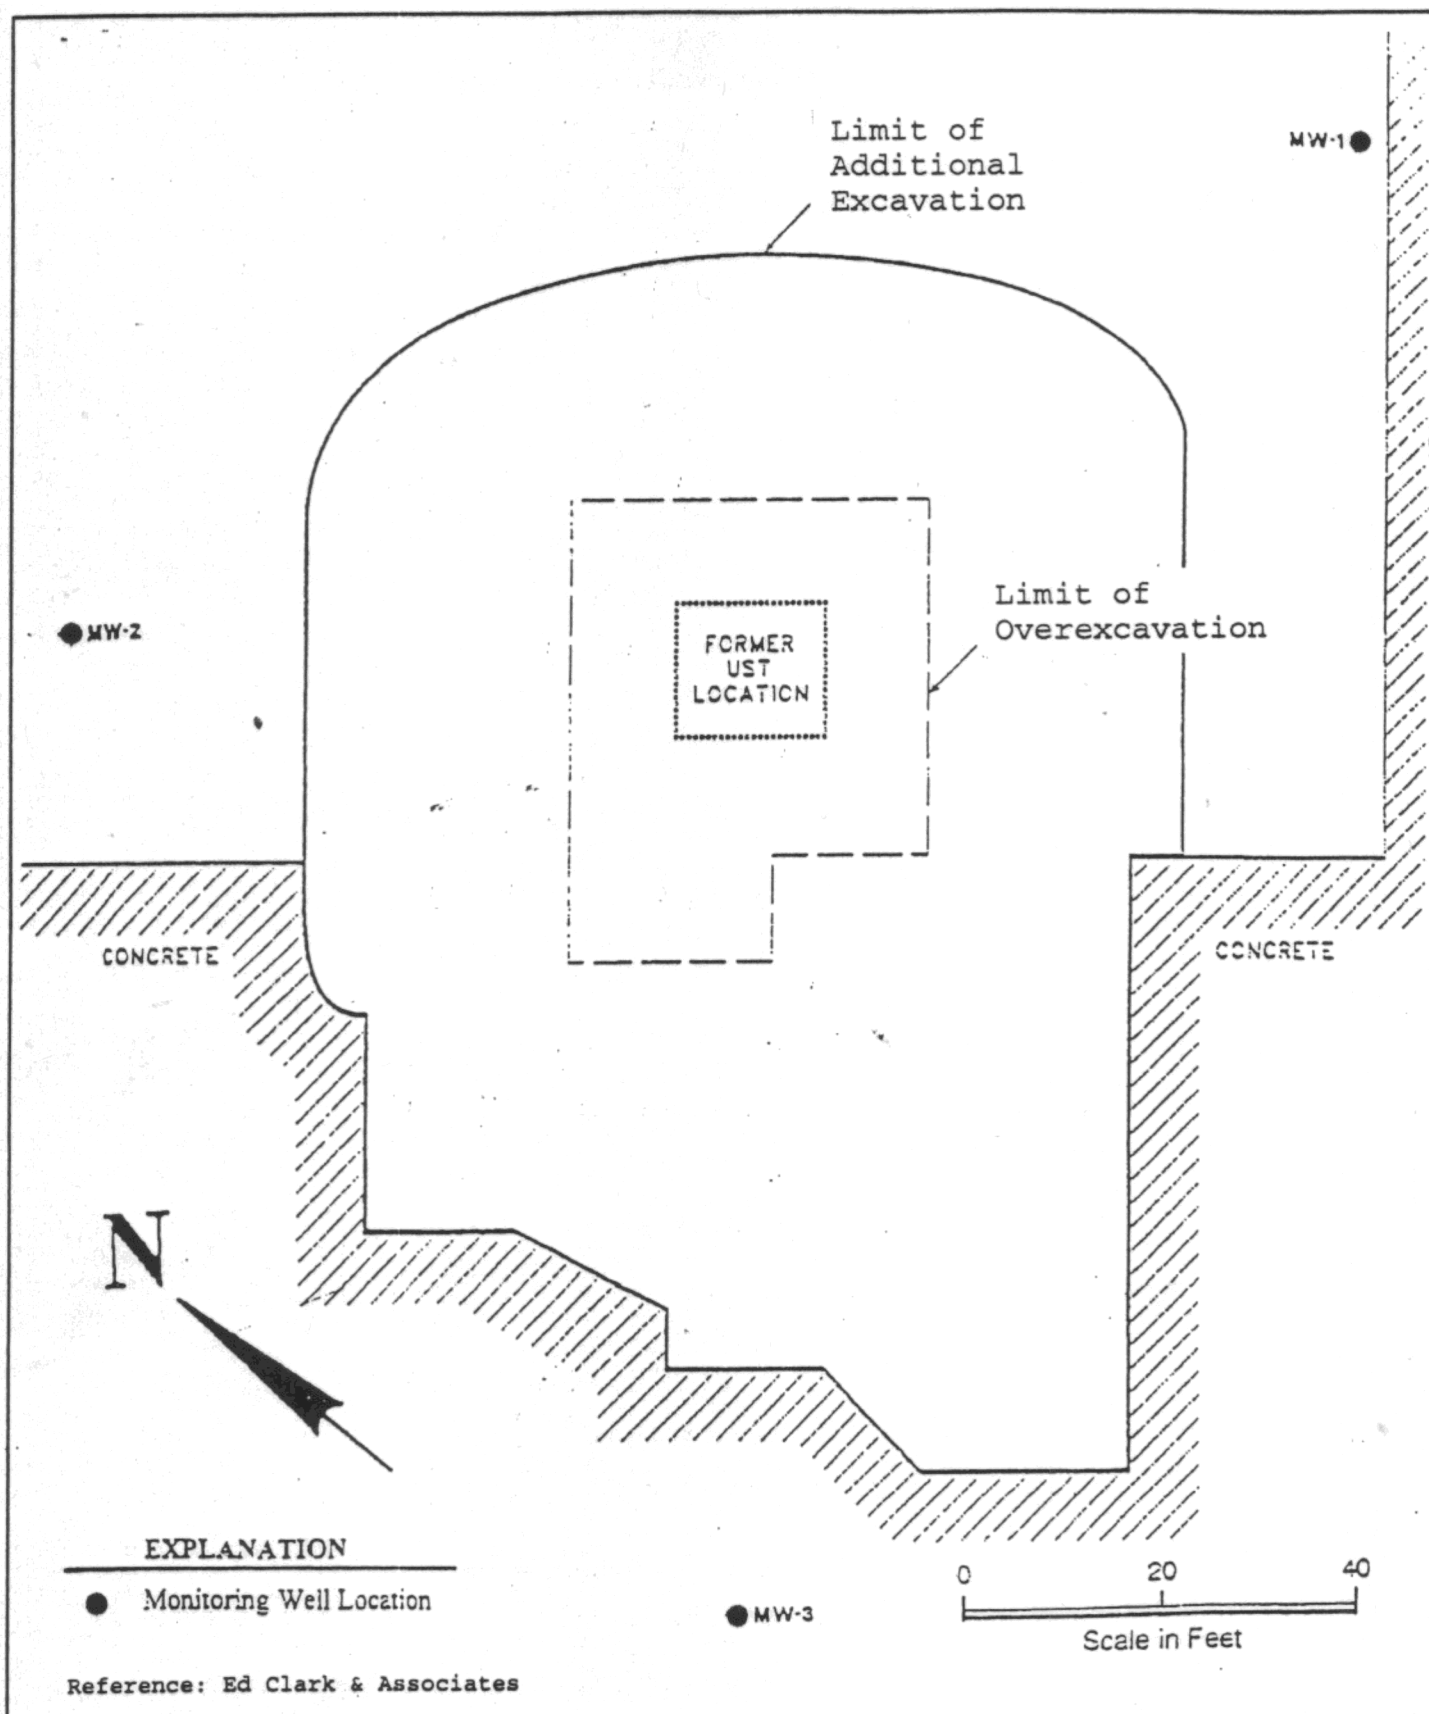 Limit of
Additional
Excavation
MW-1
Limit of
Overexcavation
MW-2
FORMER
UST
LOCATION
CONCRETE
CONCRETE
N
EXPLANATION
Monitoring Well Location
MW-3
0 20 40
Scale in Feet
Reference: Ed Clark & Associates